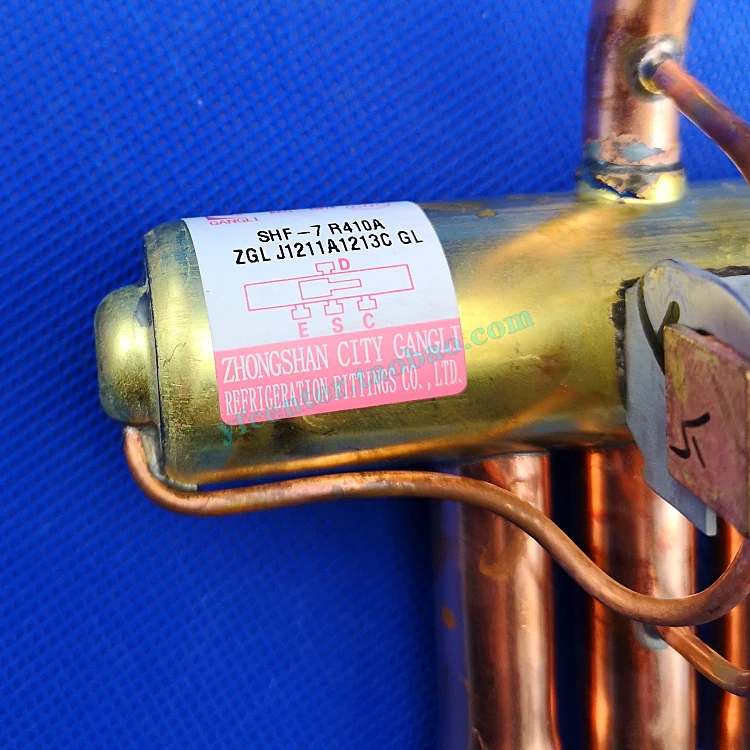 GANGLI
SHF-7 R410A
ZGL J1211A1213C GL
D
E S C
ZHONGSHAN CITY GANGLI
REFRIGERATION FITTINGS CO.,LTD.